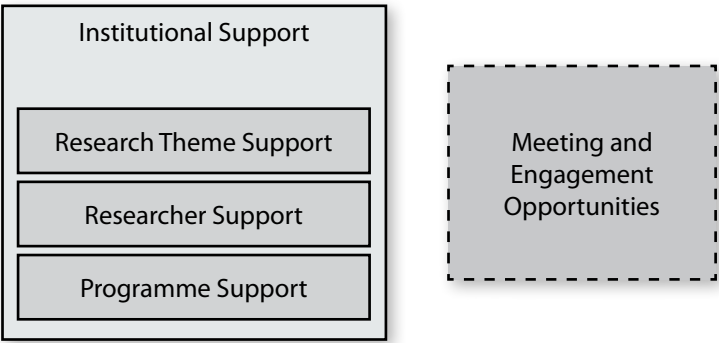 Institutional Support
Research Theme Support
Researcher Support
Programme Support
Meeting and
Engagement
Opportunities